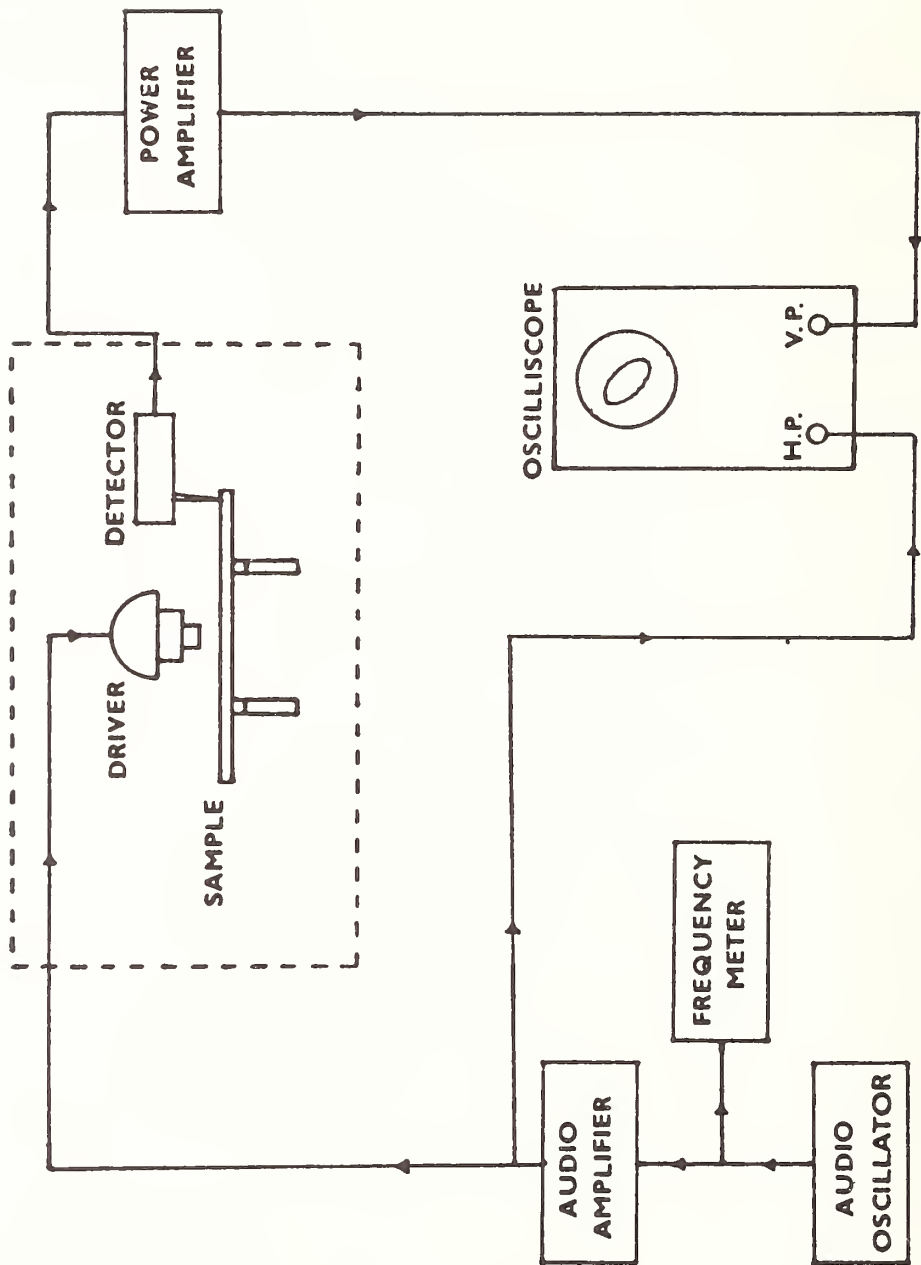 POWER
AMPLIFIER
DETECTOR
DRIVER
SAMPLE
OSCILLISCOPE
H.P.
V.P.
FREQUENCY
METER
AUDIO
AMPLIFIER
AUDIO
OSCILLATOR